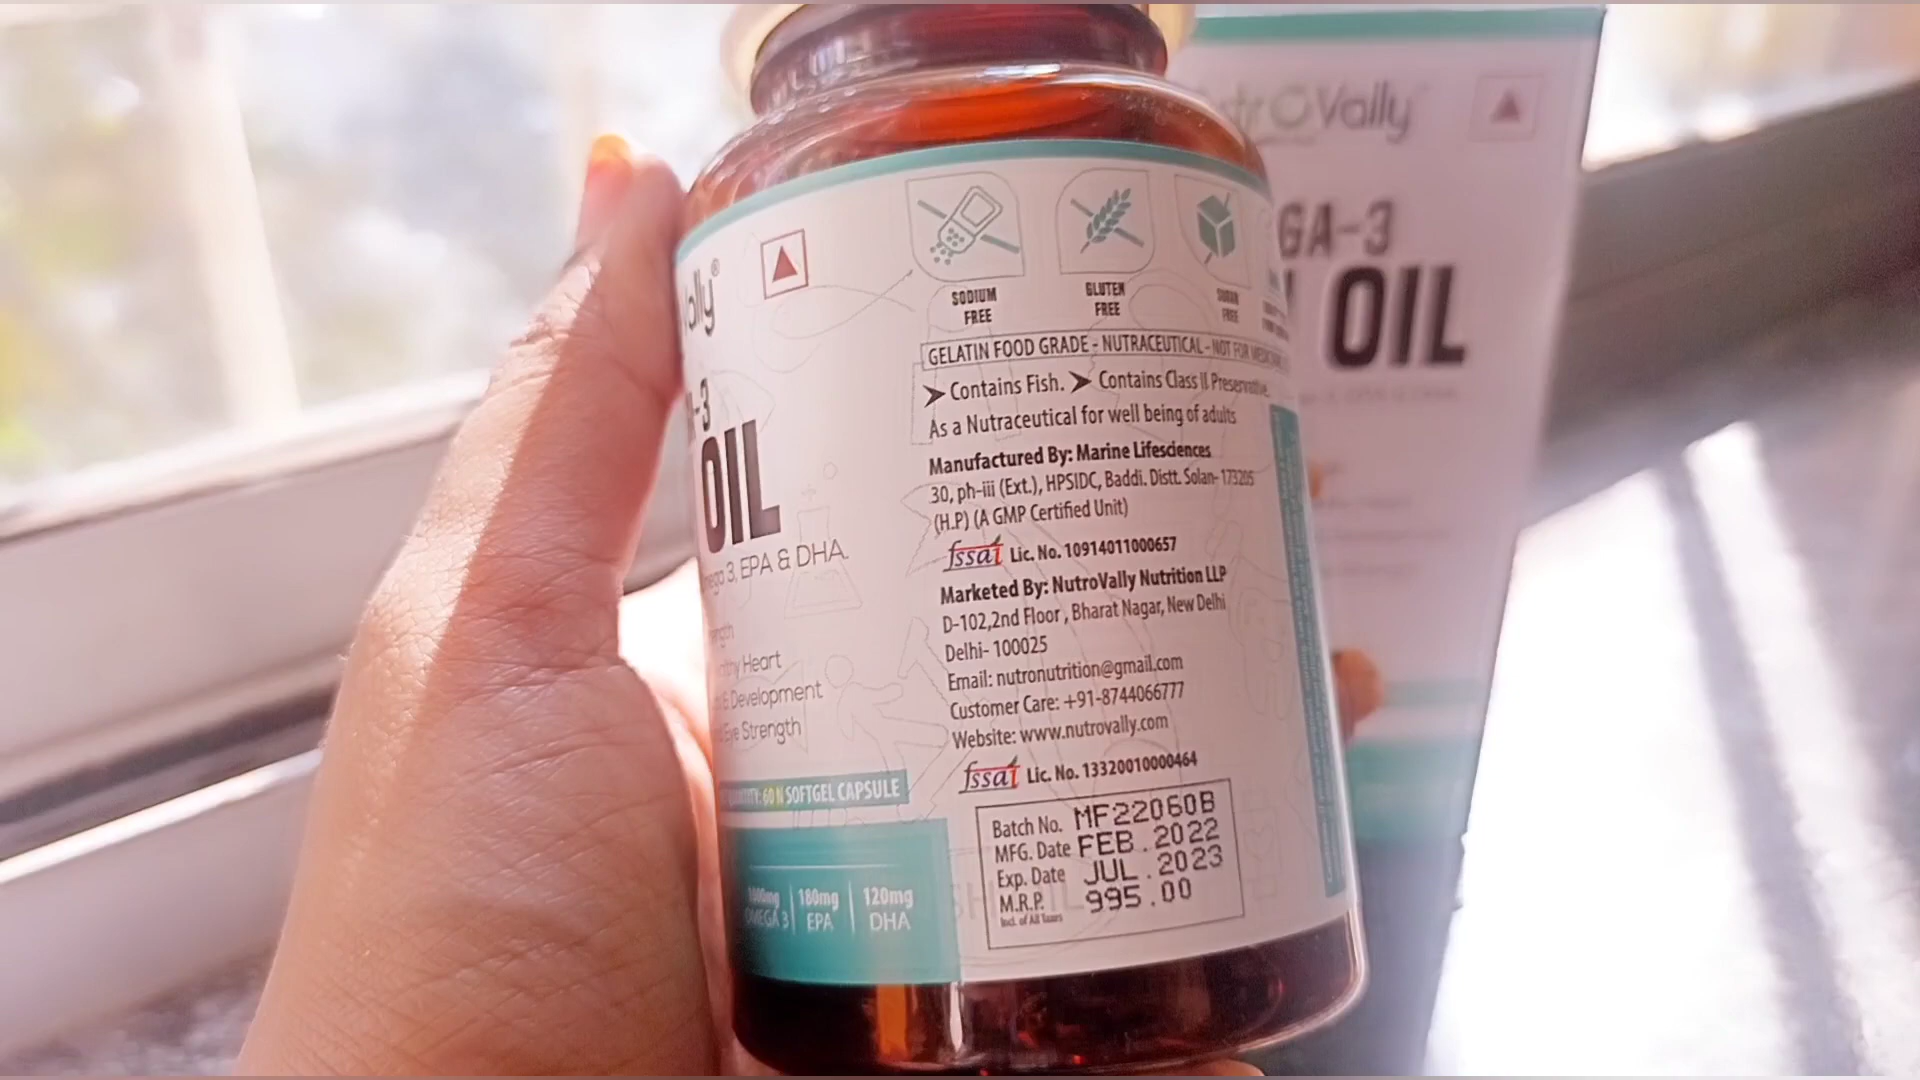 Vally®
-3
OIL
3, EPA & DHA.
Heart
& Development
Eye Strength
60 N SOFTGEL CAPSULE
OMEGA 3
180mg
EPA
120mg
DHA
SODIUM
FREE
GLUTEN
FREE
FREE
GELATIN FOOD GRADE - NUTRACEUTICAL - NOT FOR
➤ Contains Fish. ➤ Contains Class II Preservative.
As a Nutraceutical for well being of adults
Manufactured By: Marine Lifesciences
30, ph-iii (Ext.), HPSIDC, Baddi. Distt. Solan- 173205
(H.P) (A GMP Certified Unit)
fssai Lic. No. 10914011000657
Marketed By: NutroVally Nutrition LLP
D-102,2nd Floor , Bharat Nagar, New Delhi
Delhi- 100025
Email: nutronutrition@gmail.com
Customer Care: +91-8744066777
Website: www.nutrovally.com
fssai Lic. No. 13320010000464
Batch No. MF22060B
MFG. Date FEB.2022
Exp. Date JUL.2023
M.R.P. 995.00
Incl. of All Taxes
Vally
GA-3
OIL